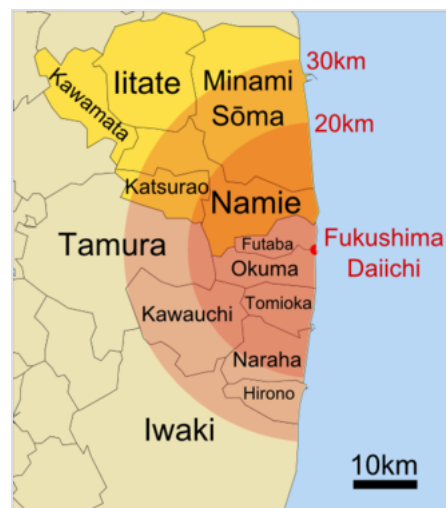 30km
Iitate
Minami
Sōma
Kawamata
20km
Katsurao
Namie
Tamura
Futaba
Fukushima
Daiichi
Okuma
Kawauchi
Tomioka
Naraha
Hirono
Iwaki
10km